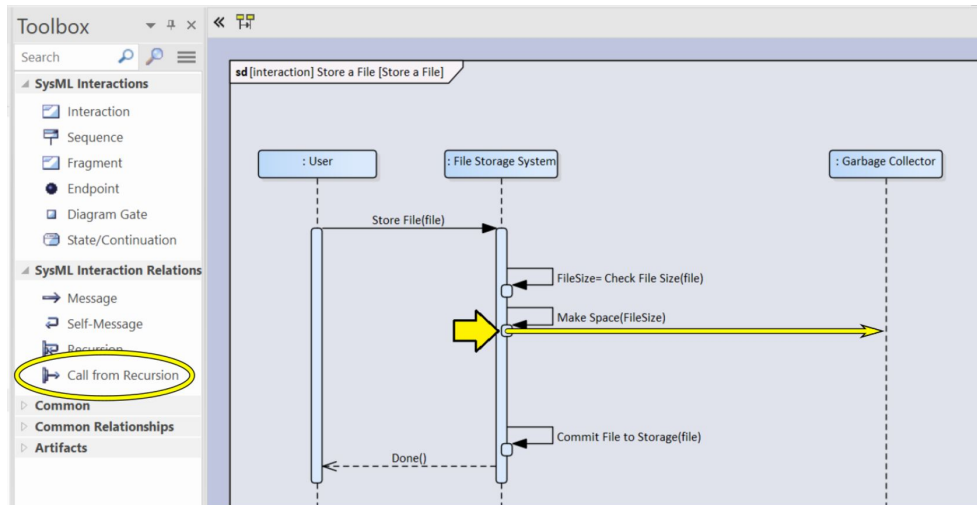 Toolbox
Search
SysML Interactions
Interaction
Sequence
Fragment
Endpoint
Diagram Gate
State/Continuation
SysML Interaction Relations
Message
Self-Message
Recursion
Call from Recursion
Common
Common Relationships
Artifacts
sd [interaction] Store a File [Store a File]
: User
: File Storage System
: Garbage Collector
Store File(file)
FileSize= Check File Size(file)
Make Space(FileSize)
Commit File to Storage(file)
Done()